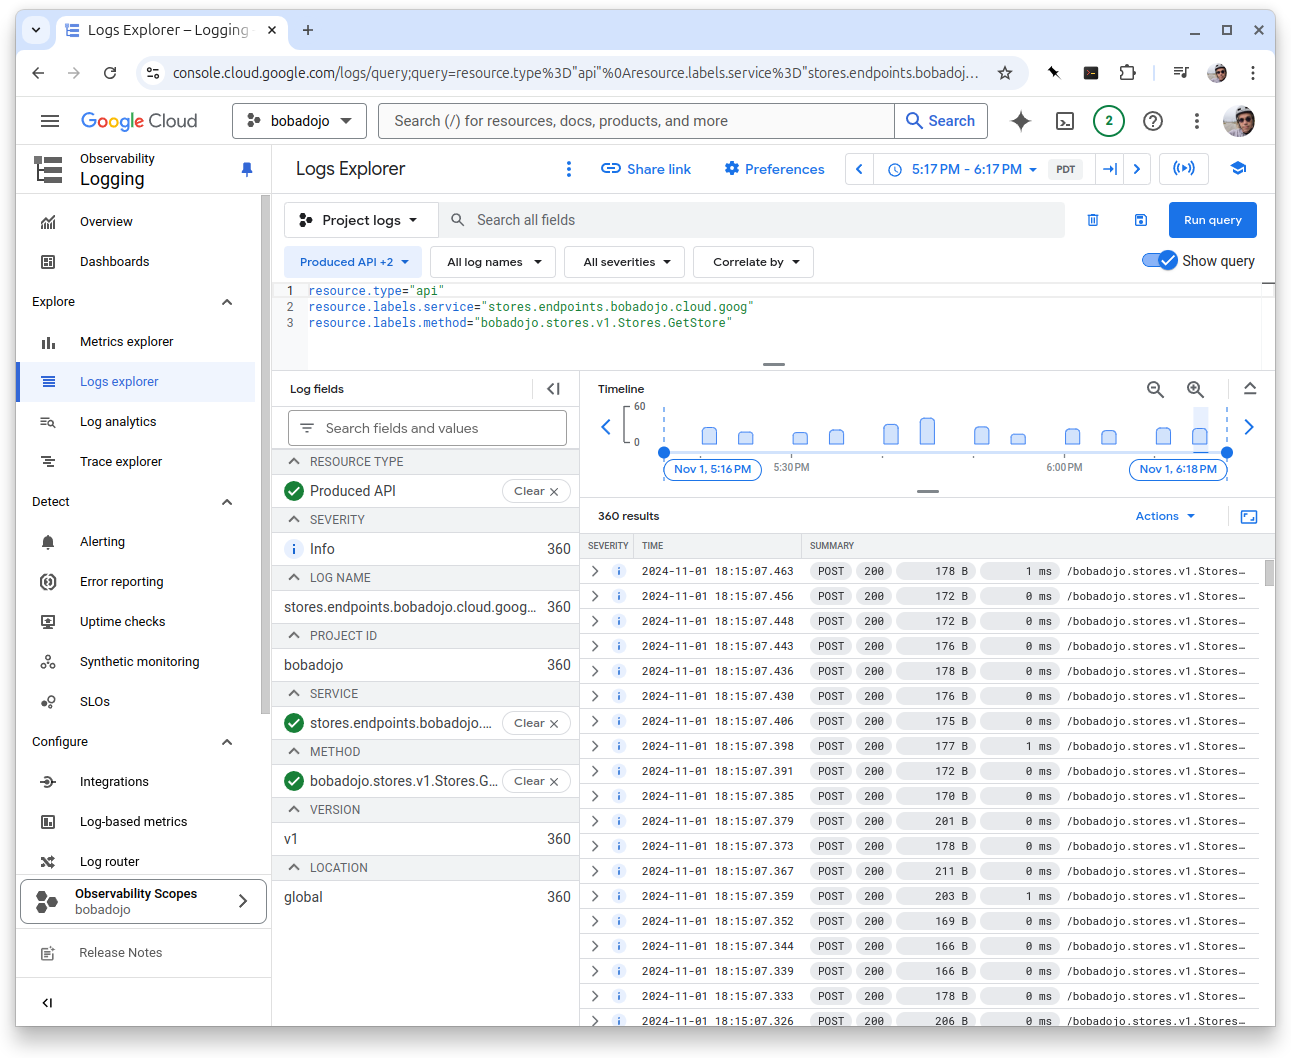 Logs Explorer – Logging
console.cloud.google.com/logs/query;query=resource.type%3D"api"%0Aresource.labels.service%3D"stores.endpoints.bobadoj...
Google Cloud
bobadojo
Search (/) for resources, docs, products, and more
Search
2
Observability
Logging
Logs Explorer
Share link
Preferences
5:17 PM - 6:17 PM
PDT
Overview
Dashboards
Explore
Metrics explorer
Logs explorer
Log analytics
Trace explorer
Detect
Alerting
Error reporting
Uptime checks
Synthetic monitoring
SLOs
Configure
Integrations
Log-based metrics
Log router
Observability Scopes
bobadojo
Release Notes
Project logs
Search all fields
Run query
Produced API +2
All log names
All severities
Correlate by
Show query
1 resource.type="api"
2 resource.labels.service="stores.endpoints.bobadojo.cloud.goog"
3 resource.labels.method="bobadojo.stores.v1.Stores.GetStore"
Log fields
Search fields and values
RESOURCE TYPE
Produced API Clear
SEVERITY
Info 360
LOG NAME
stores.endpoints.bobadojo.cloud.goog... 360
PROJECT ID
bobadojo 360
SERVICE
stores.endpoints.bobadojo.... Clear
METHOD
bobadojo.stores.v1.Stores.G... Clear
VERSION
v1 360
LOCATION
global 360
Timeline
60
0
Nov 1, 5:16 PM
5:30 PM
6:00 PM
Nov 1, 6:18 PM
360 results
Actions
SEVERITY TIME SUMMARY
2024-11-01 18:15:07.463 POST 200 178 B 1 ms /bobadojo.stores.v1.Stores…
2024-11-01 18:15:07.456 POST 200 172 B 0 ms /bobadojo.stores.v1.Stores…
2024-11-01 18:15:07.448 POST 200 172 B 0 ms /bobadojo.stores.v1.Stores…
2024-11-01 18:15:07.443 POST 200 176 B 0 ms /bobadojo.stores.v1.Stores…
2024-11-01 18:15:07.436 POST 200 178 B 0 ms /bobadojo.stores.v1.Stores…
2024-11-01 18:15:07.430 POST 200 176 B 0 ms /bobadojo.stores.v1.Stores…
2024-11-01 18:15:07.406 POST 200 175 B 0 ms /bobadojo.stores.v1.Stores…
2024-11-01 18:15:07.398 POST 200 177 B 1 ms /bobadojo.stores.v1.Stores…
2024-11-01 18:15:07.391 POST 200 172 B 0 ms /bobadojo.stores.v1.Stores…
2024-11-01 18:15:07.385 POST 200 170 B 0 ms /bobadojo.stores.v1.Stores…
2024-11-01 18:15:07.379 POST 200 201 B 0 ms /bobadojo.stores.v1.Stores…
2024-11-01 18:15:07.373 POST 200 178 B 0 ms /bobadojo.stores.v1.Stores…
2024-11-01 18:15:07.367 POST 200 211 B 0 ms /bobadojo.stores.v1.Stores…
2024-11-01 18:15:07.359 POST 200 203 B 1 ms /bobadojo.stores.v1.Stores…
2024-11-01 18:15:07.352 POST 200 169 B 0 ms /bobadojo.stores.v1.Stores…
2024-11-01 18:15:07.344 POST 200 166 B 0 ms /bobadojo.stores.v1.Stores…
2024-11-01 18:15:07.339 POST 200 166 B 0 ms /bobadojo.stores.v1.Stores…
2024-11-01 18:15:07.333 POST 200 178 B 0 ms /bobadojo.stores.v1.Stores…
2024-11-01 18:15:07.326 POST 200 206 B 0 ms /bobadojo.stores.v1.Stores…